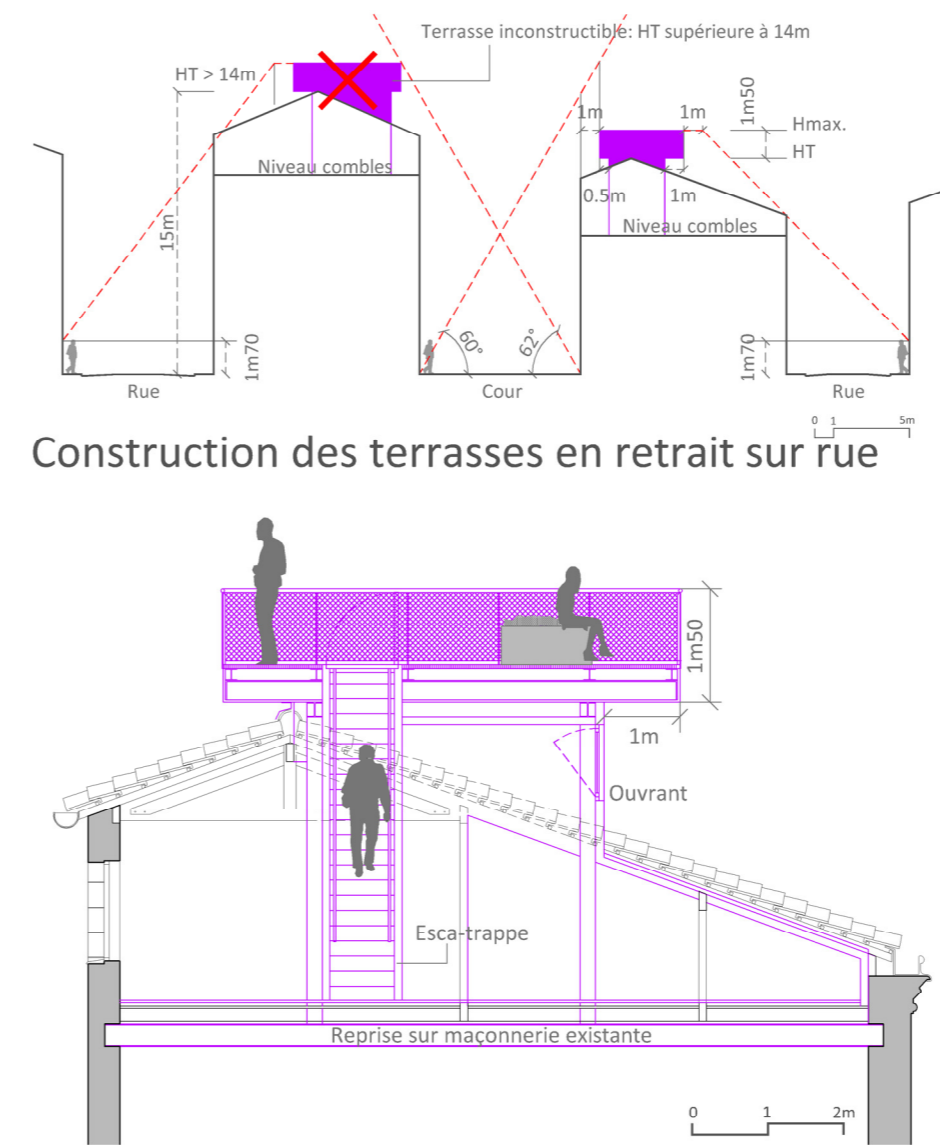 Terrasse inconstructible: HT supérieure à 14m
HT > 14m
1m
1m
1m50
Hmax.
HT
Niveau combles
0.5m
1m
Niveau combles
15m
1m70
60°
62°
1m70
Rue
Cour
Rue
0 1 5m
Construction des terrasses en retrait sur rue
1m50
1m
Ouvrant
Esca-trappe
Reprise sur maçonnerie existante
0 1 2m